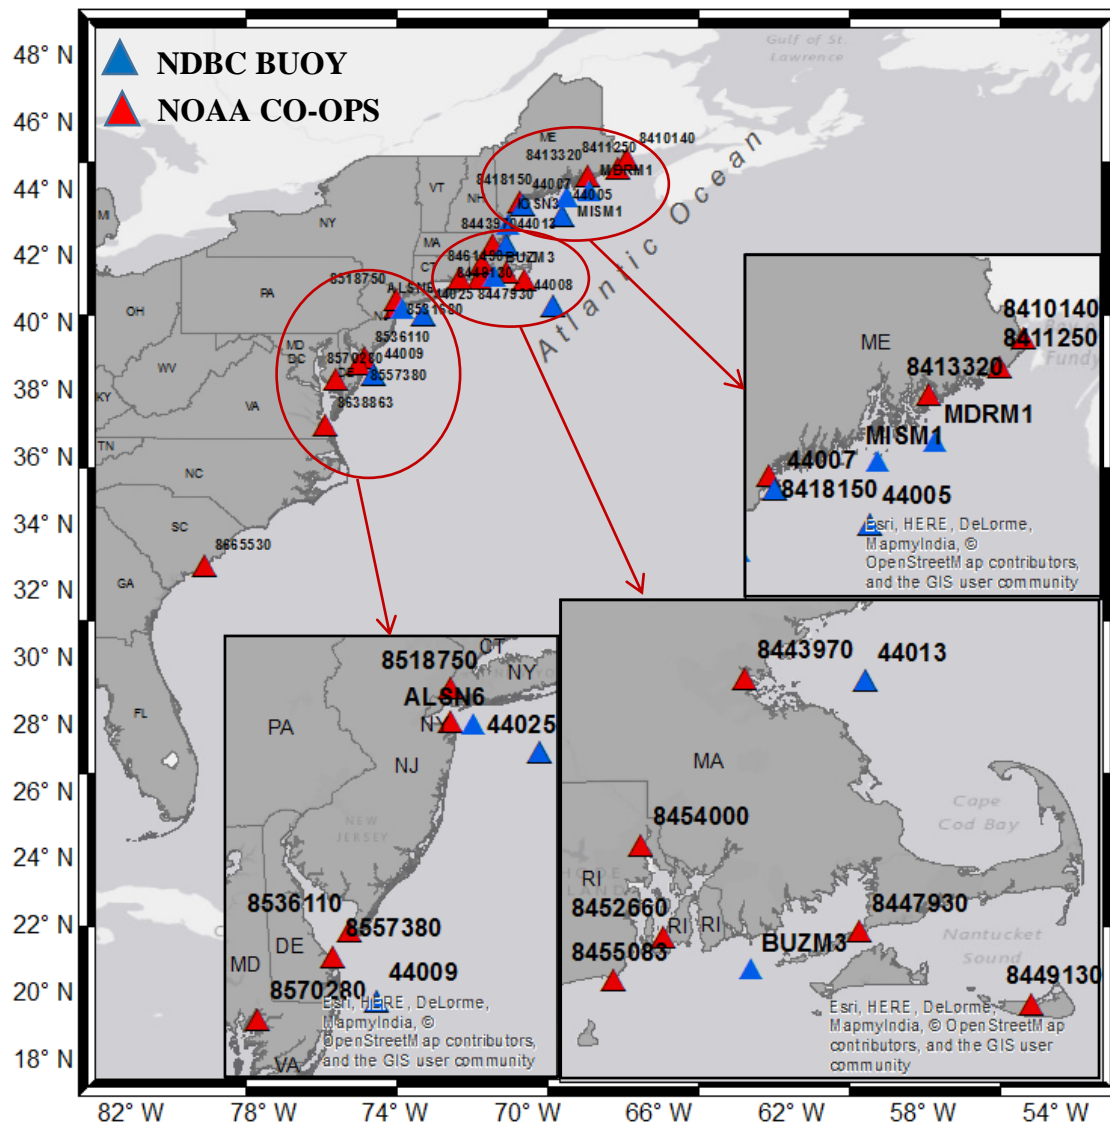 48° N
46° N
44° N
42° N
40° N
38° N
36° N
34° N
32° N
30° N
28° N
26° N
24° N
22° N
20° N
18° N
82° W
78° W
74° W
70° W
66° W
62° W
58° W
54° W
NDBC BUOY
NOAA CO-OPS
Gulf of St.
Lawrence
Atlantic Ocean
ME
VT
NH
NY
MA
CT
MI
PA
OH
MD
DC
WV
KY
VA
TN
NC
SC
GA
FL
8410140
8411250
8413320
MDRM1
8418150
44007
44005
MISM1
8443970
44013
BUZM3
8449130
44008
44025
8447930
8518750
ALSN6
8531680
8536110
44009
8570280
8557380
8638863
8665530
ME
8410140
8411250
Fundy
8413320
MDRM1
MISM1
44007
8418150
44005
Esri, HERE, DeLorme,
MapmyIndia, ©
OpenStreetMap contributors,
and the GIS user community
CT
8518750
NY
ALSN6
NY
44025
PA
NJ
NEW
JERSEY
8536110
8557380
DE
MD
44009
8570280
VA
Esri, HERE, DeLorme,
MapmyIndia, ©
OpenStreetMap contributors,
and the GIS user community
8443970
44013
MA
Cape
Cod Bay
8454000
RI
8452660
RI
RI
8447930
BUZM3
8455083
Nantucket
Sound
8449130
Esri, HERE, DeLorme,
MapmyIndia, © OpenStreetMap
contributors, and the GIS user
community